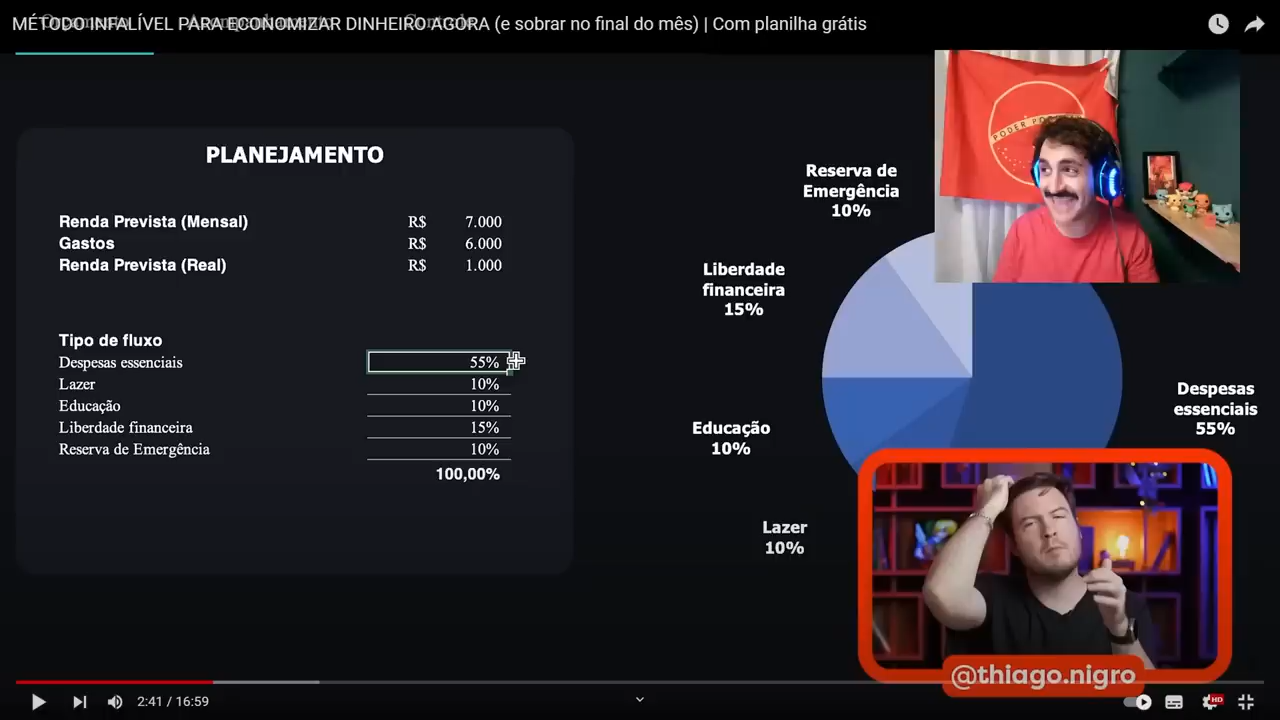 MÉTODO INFALÍVEL PARA ECONOMIZAR DINHEIRO AGORA (e sobrar no final do mês) | Com planilha grátis
PLANEJAMENTO
Renda Prevista (Mensal) R$ 7.000
Gastos R$ 6.000
Renda Prevista (Real) R$ 1.000
Tipo de fluxo
Despesas essenciais 55%
Lazer 10%
Educação 10%
Liberdade financeira 15%
Reserva de Emergência 10%
100,00%
Reserva de
Emergência
10%
Liberdade
financeira
15%
Educação
10%
Lazer
10%
Despesas
essenciais
55%
@thiago.nigro
2:41 / 16:59
HD